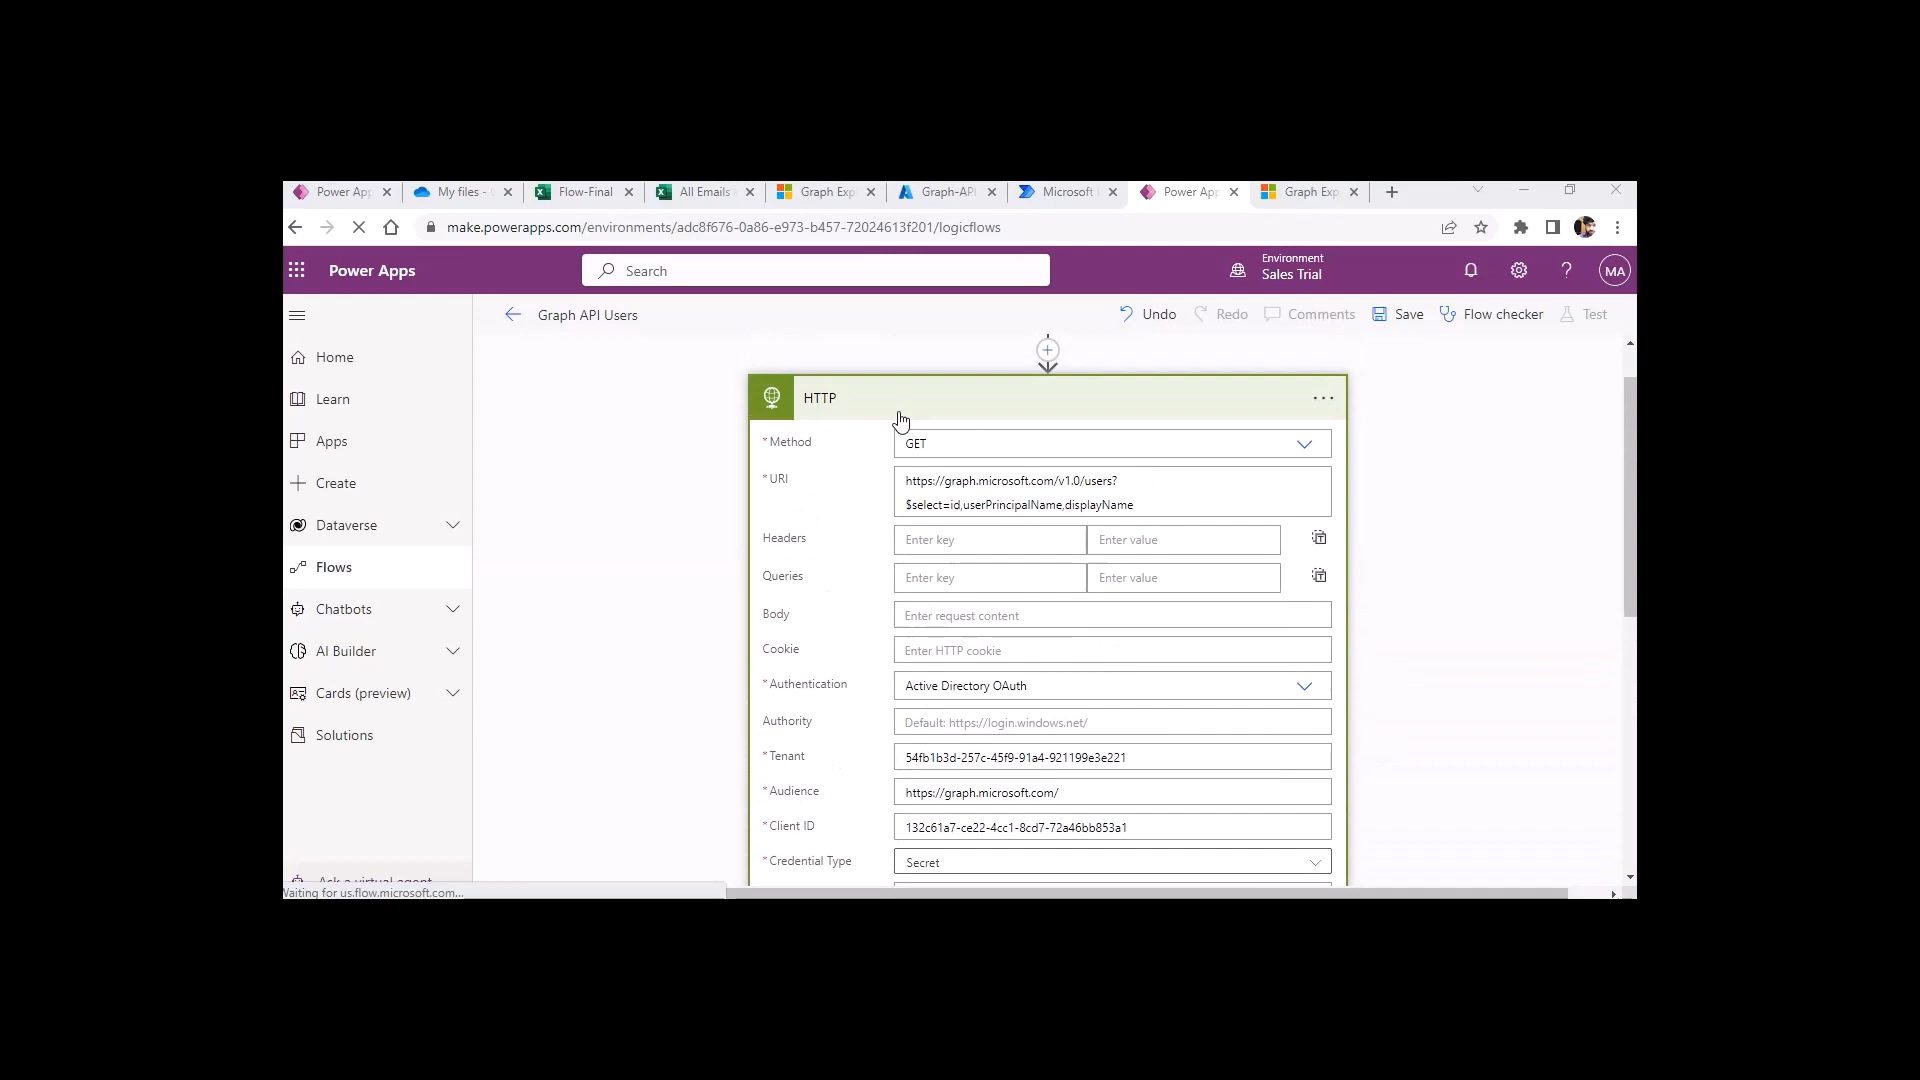 Power App
My files -
Flow-Final
All Emails
Graph Exp
Graph-API
Microsoft
Power App
Graph Exp
make.powerapps.com/environments/adc8f676-0a86-e973-b457-72024613f201/logicflows
Power Apps
Search
Environment
Sales Trial
MA
Graph API Users
Undo
Redo
Comments
Save
Flow checker
Test
Home
Learn
Apps
Create
Dataverse
Flows
Chatbots
AI Builder
Cards (preview)
Solutions
Ask a virtual agent
Waiting for us.flow.microsoft.com...
HTTP
* Method
GET
* URI
https://graph.microsoft.com/v1.0/users?
$select=id,userPrincipalName,displayName
Headers
Enter key
Enter value
Queries
Enter key
Enter value
Body
Enter request content
Cookie
Enter HTTP cookie
* Authentication
Active Directory OAuth
Authority
Default: https://login.windows.net/
* Tenant
54fb1b3d-257c-45f9-91a4-921199e3e221
* Audience
https://graph.microsoft.com/
* Client ID
132c61a7-ce22-4cc1-8cd7-72a46bb853a1
* Credential Type
Secret